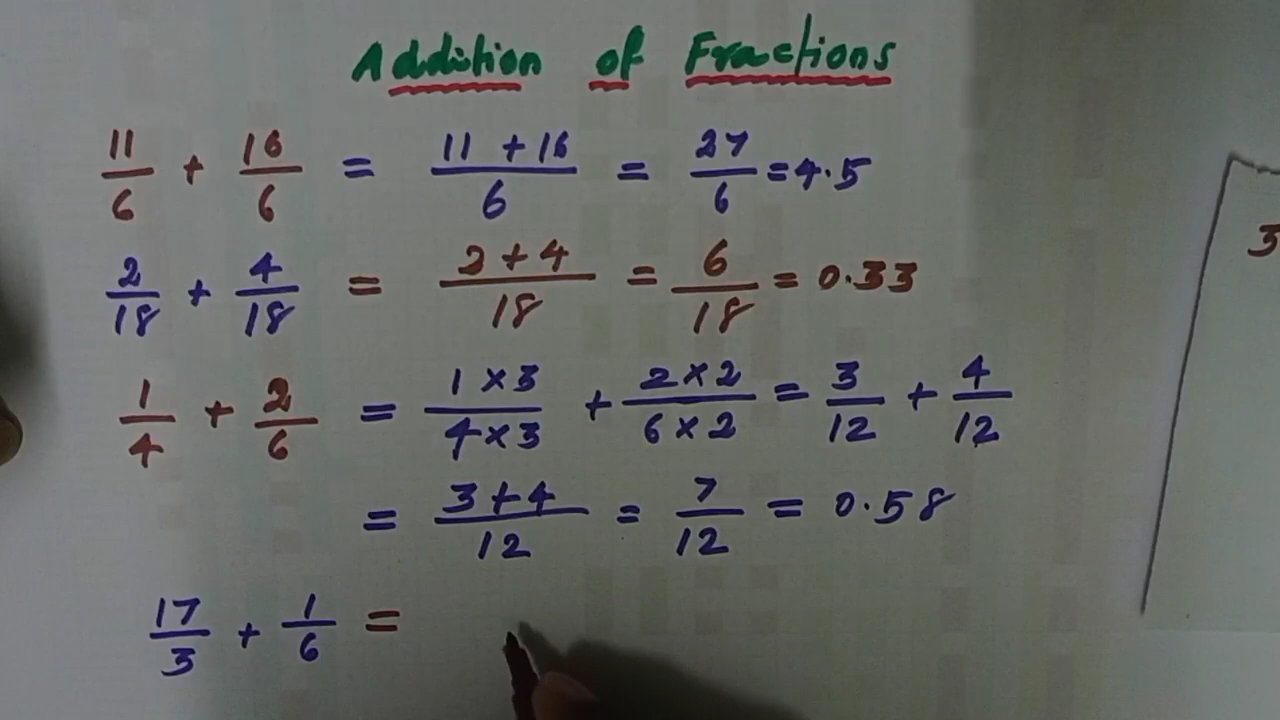 Addition of Fractions
11/6 + 16/6 = 11 + 16/6 = 27/6 = 4.5
2/18 + 4/18 = 2 + 4/18 = 6/18 = 0.33
1/4 + 2/6 = 1 × 3/4 × 3 + 2 × 2/6 × 2 = 3/12 + 4/12
= 3 + 4/12 = 7/12 = 0.58
17/3 + 1/6 =
3